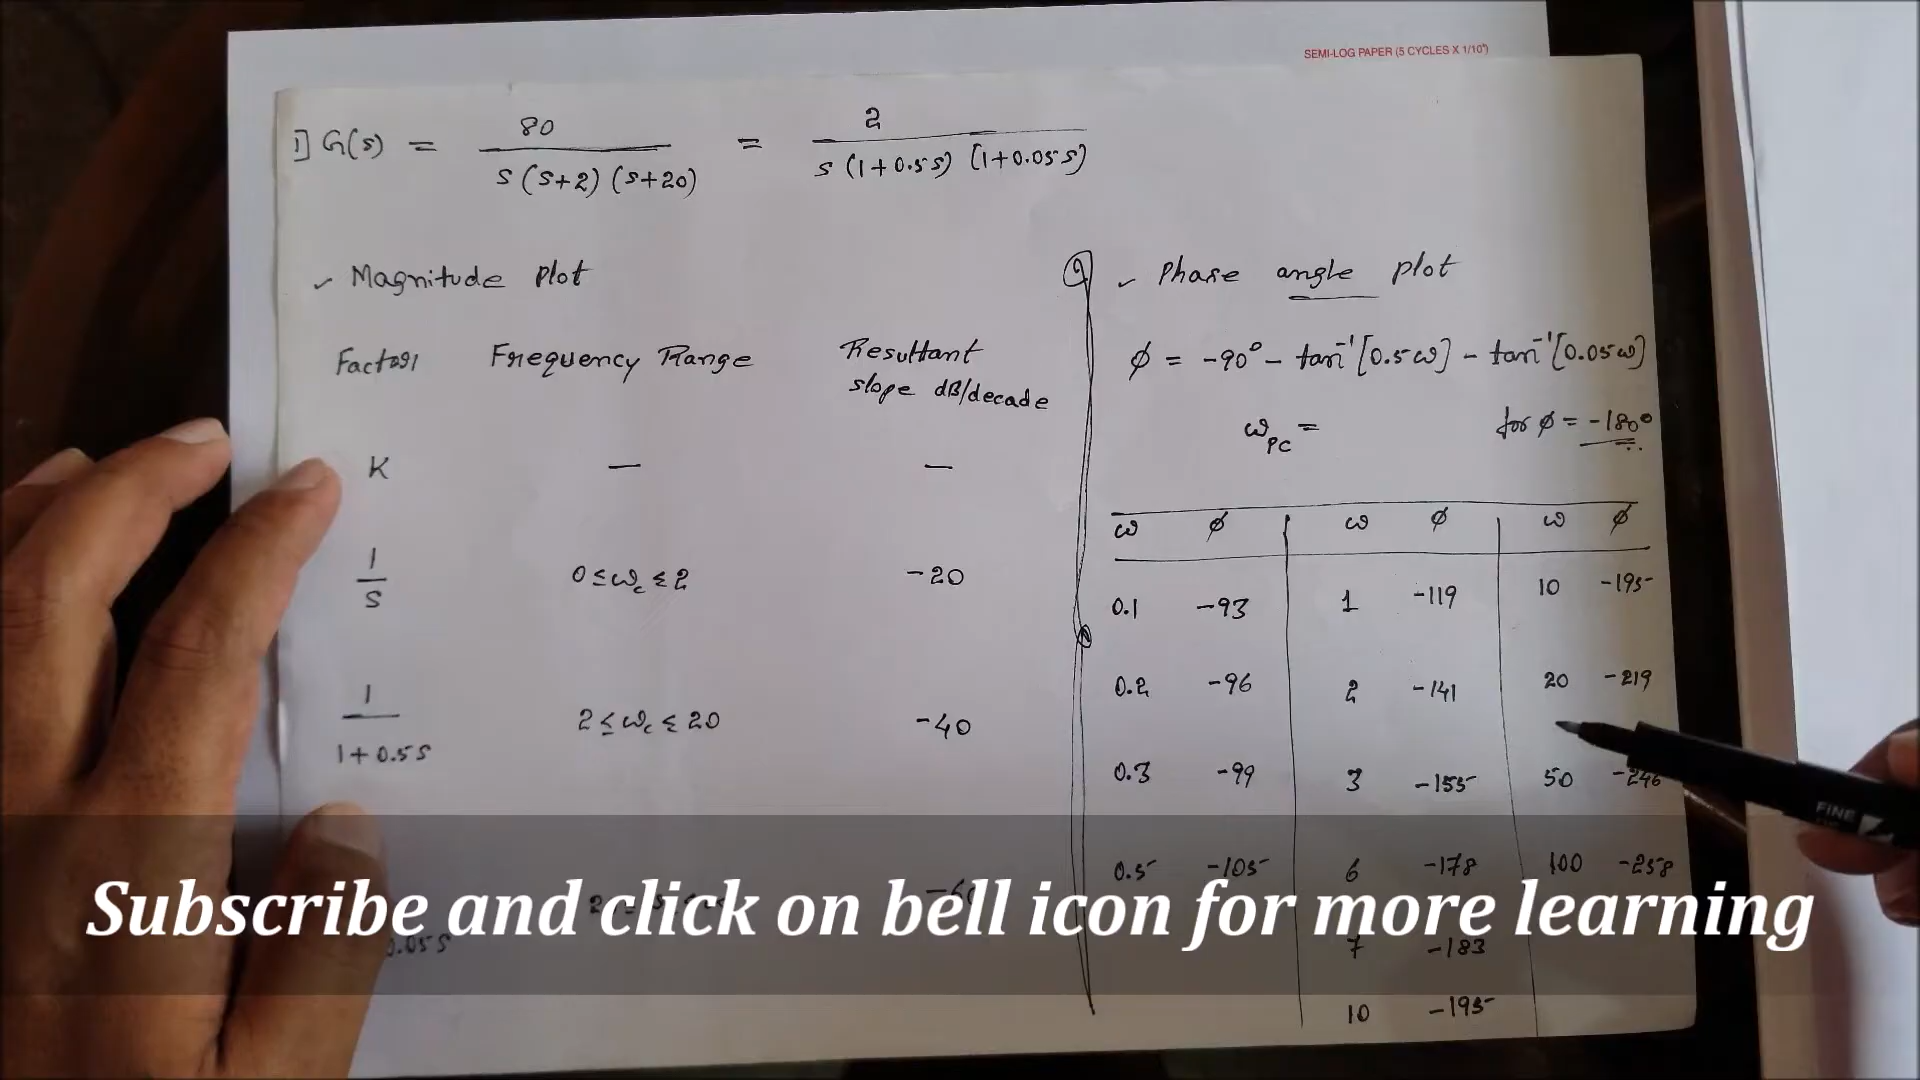 SEMI-LOG PAPER (5 CYCLES X 1/10")
1] G(s) = 80 / s(s+2)(s+20) = 2 / s(1+0.5s)(1+0.05s)
✓ Magnitude Plot
Factor Frequency Range Resultant slope dB/decade
K — —
1/s 0≤ωc≤2 -20
1/1+0.5s 2≤ωc≤20 -40
0.05s
✓ Phase angle plot
φ = -90° - tan⁻¹[0.5ω] - tan⁻¹[0.05ω]
ωpc = for φ = -180°
ω φ ω φ ω φ
0.1 -93 1 -119 10 -195
0.2 -96 2 -141 20 -219
0.3 -99 3 -155 50 -246
0.5 -105 6 -178 100 -258
7 -183
10 -195
Subscribe and click on bell icon for more learning
FINE